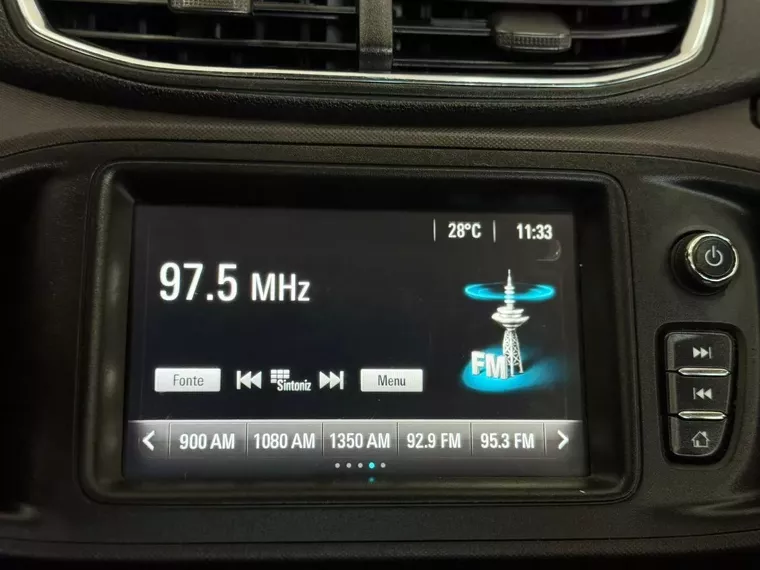 28°C 11:33
97.5 MHz
FM
Fonte Sintoniz Menu
900 AM 1080 AM 1350 AM 92.9 FM 95.3 FM